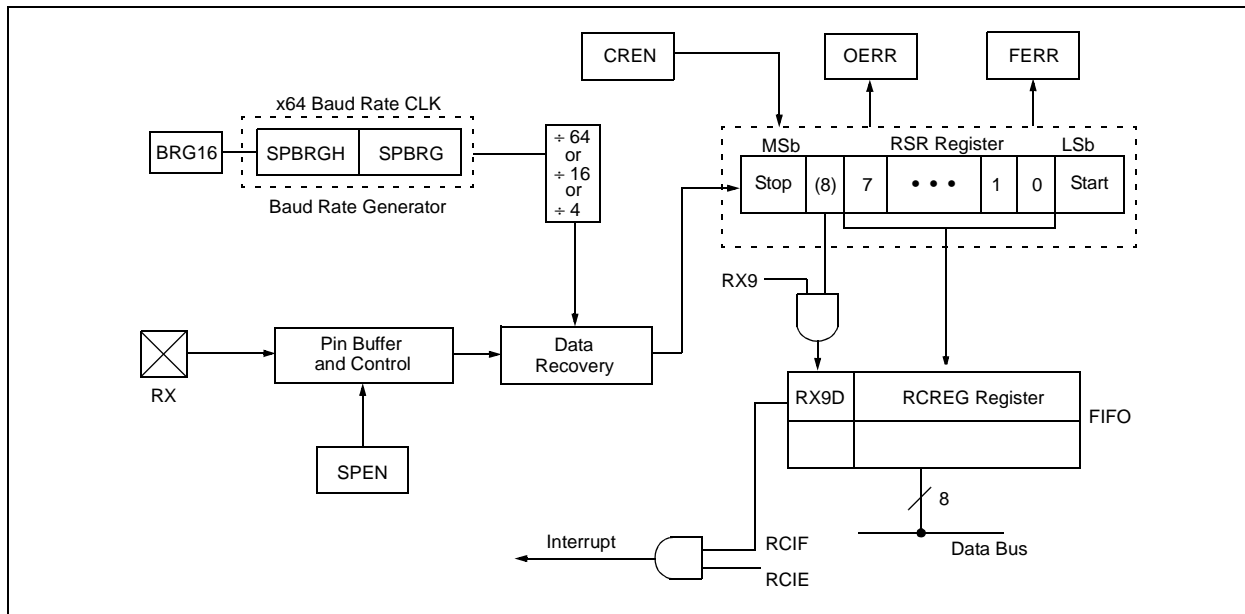 CREN
OERR
FERR
x64 Baud Rate CLK
BRG16
SPBRGH
SPBRG
Baud Rate Generator
÷ 64
or
÷ 16
or
÷ 4
MSb
RSR Register
LSb
Stop
(8)
7
• • •
1
0
Start
RX9
RX
Pin Buffer
and Control
Data
Recovery
SPEN
RX9D
RCREG Register
FIFO
8
Data Bus
Interrupt
RCIF
RCIE